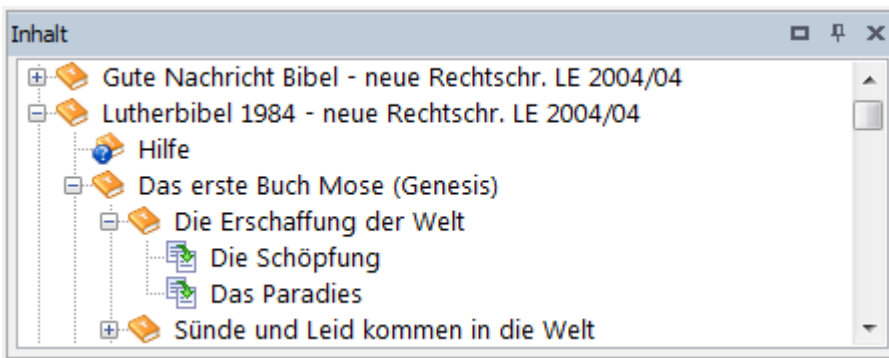 Inhalt
Gute Nachricht Bibel - neue Rechtschr. LE 2004/04
Lutherbibel 1984 - neue Rechtschr. LE 2004/04
Hilfe
Das erste Buch Mose (Genesis)
Die Erschaffung der Welt
Die Schöpfung
Das Paradies
Sünde und Leid kommen in die Welt